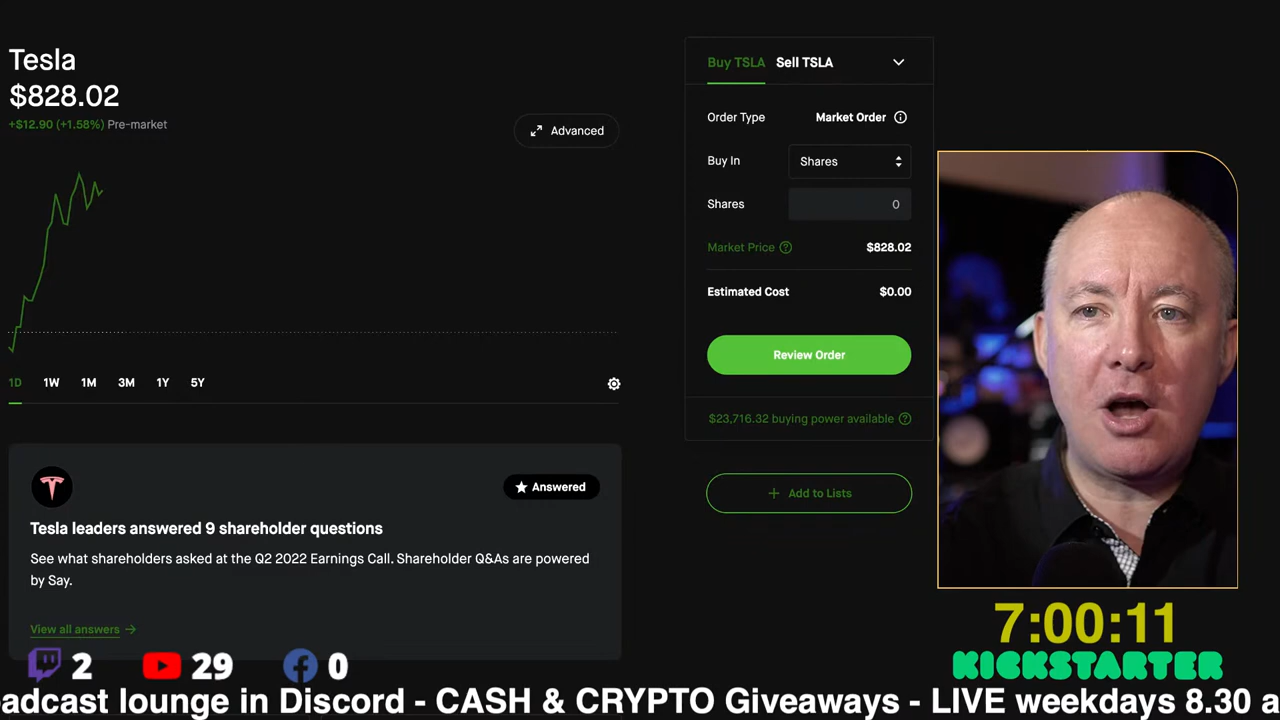 Tesla
$828.02
+$12.90 (+1.58%) Pre-market
Advanced
1D 1W 1M 3M 1Y 5Y
Answered
Tesla leaders answered 9 shareholder questions
See what shareholders asked at the Q2 2022 Earnings Call. Shareholder Q&As are powered
by Say.
View all answers →
Buy TSLA Sell TSLA
Order Type Market Order
Buy In Shares
Shares 0
Market Price $828.02
Estimated Cost $0.00
Review Order
$23,716.32 buying power available
+ Add to Lists
7:00:11
KICKSTARTER
2 29 0
adcast lounge in Discord - CASH & CRYPTO Giveaways - LIVE weekdays 8.30 a